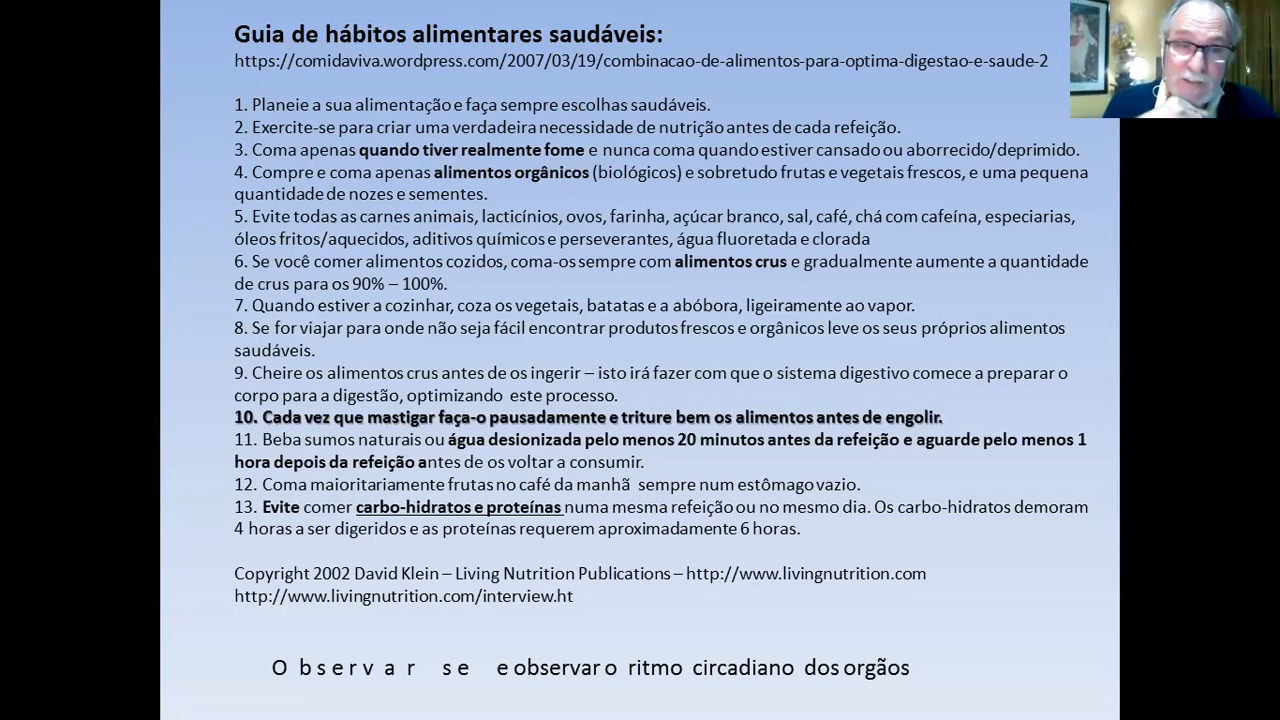 Guia de hábitos alimentares saudáveis:
https://comidaviva.wordpress.com/2007/03/19/combinacao-de-alimentos-para-optima-digestao-e-saude-2
1. Planeie a sua alimentação e faça sempre escolhas saudáveis.
2. Exercite-se para criar uma verdadeira necessidade de nutrição antes de cada refeição.
3. Coma apenas quando tiver realmente fome e nunca coma quando estiver cansado ou aborrecido/deprimido.
4. Compre e coma apenas alimentos orgânicos (biológicos) e sobretudo frutas e vegetais frescos, e uma pequena
quantidade de nozes e sementes.
5. Evite todas as carnes animais, lacticínios, ovos, farinha, açúcar branco, sal, café, chá com cafeína, especiarias,
óleos fritos/aquecidos, aditivos químicos e perseverantes, água fluoretada e clorada
6. Se você comer alimentos cozidos, coma-os sempre com alimentos crus e gradualmente aumente a quantidade
de crus para os 90% – 100%.
7. Quando estiver a cozinhar, coza os vegetais, batatas e a abóbora, ligeiramente ao vapor.
8. Se for viajar para onde não seja fácil encontrar produtos frescos e orgânicos leve os seus próprios alimentos
saudáveis.
9. Cheire os alimentos crus antes de os ingerir – isto irá fazer com que o sistema digestivo comece a preparar o
corpo para a digestão, optimizando este processo.
10. Cada vez que mastigar faça-o pausadamente e triture bem os alimentos antes de engolir.
11. Beba sumos naturais ou água desionizada pelo menos 20 minutos antes da refeição e aguarde pelo menos 1
hora depois da refeição antes de os voltar a consumir.
12. Coma maioritariamente frutas no café da manhã sempre num estômago vazio.
13. Evite comer carbo-hidratos e proteínas numa mesma refeição ou no mesmo dia. Os carbo-hidratos demoram
4 horas a ser digeridos e as proteínas requerem aproximadamente 6 horas.
Copyright 2002 David Klein – Living Nutrition Publications – http://www.livingnutrition.com
http://www.livingnutrition.com/interview.ht
O b s e r v a r s e e observar o ritmo circadiano dos orgãos